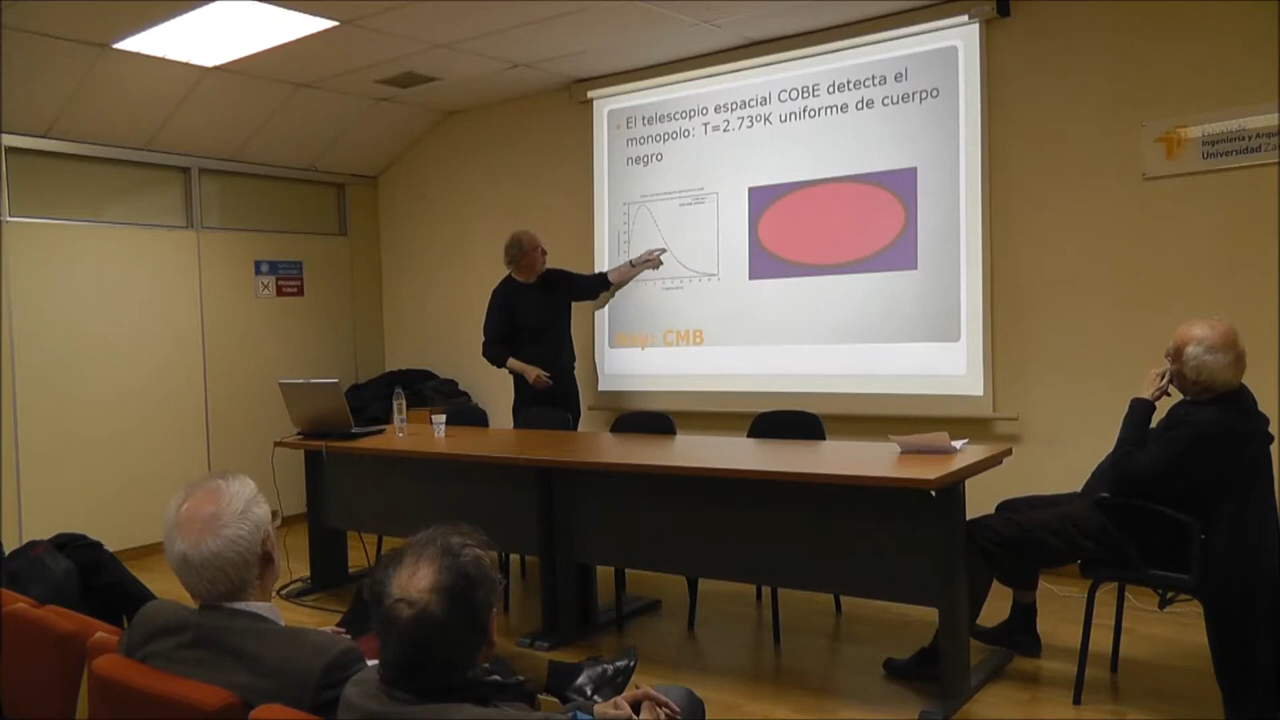 El telescopio espacial COBE detecta el
monopolo: T=2.73ºK uniforme de cuerpo
negro
CMB
Escuela de
Ingeniería y Arqu
Universidad Za